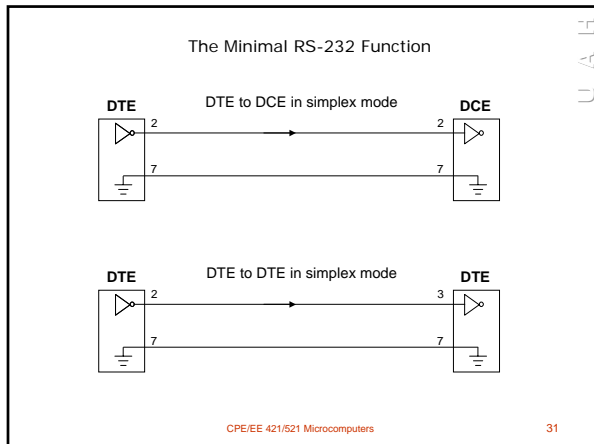 The Minimal RS-232 Function
UAH
DTE to DCE in simplex mode
DTE DCE
2 2
7 7
DTE to DTE in simplex mode
DTE DTE
2 3
7 7
CPE/EE 421/521 Microcomputers 31